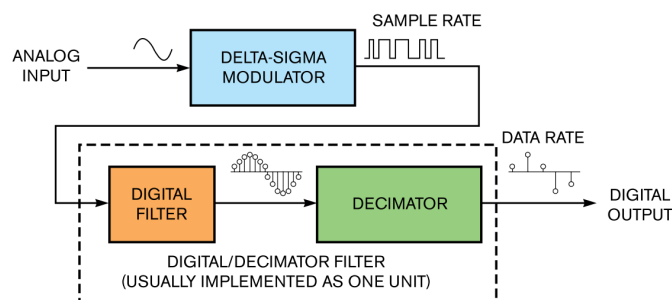 SAMPLE RATE
ANALOG
INPUT
DELTA-SIGMA
MODULATOR
DATA RATE
DIGITAL
FILTER
DECIMATOR
DIGITAL
OUTPUT
DIGITAL/DECIMATOR FILTER
(USUALLY IMPLEMENTED AS ONE UNIT)